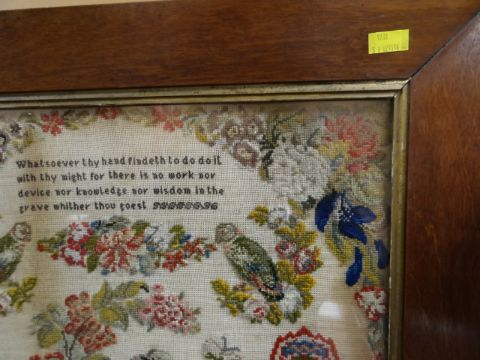 Whatsoever thy hend findeth to do do it
with thy might for there is no work nor
device nor knowledge nor wisdom in the
grave whither thou goest